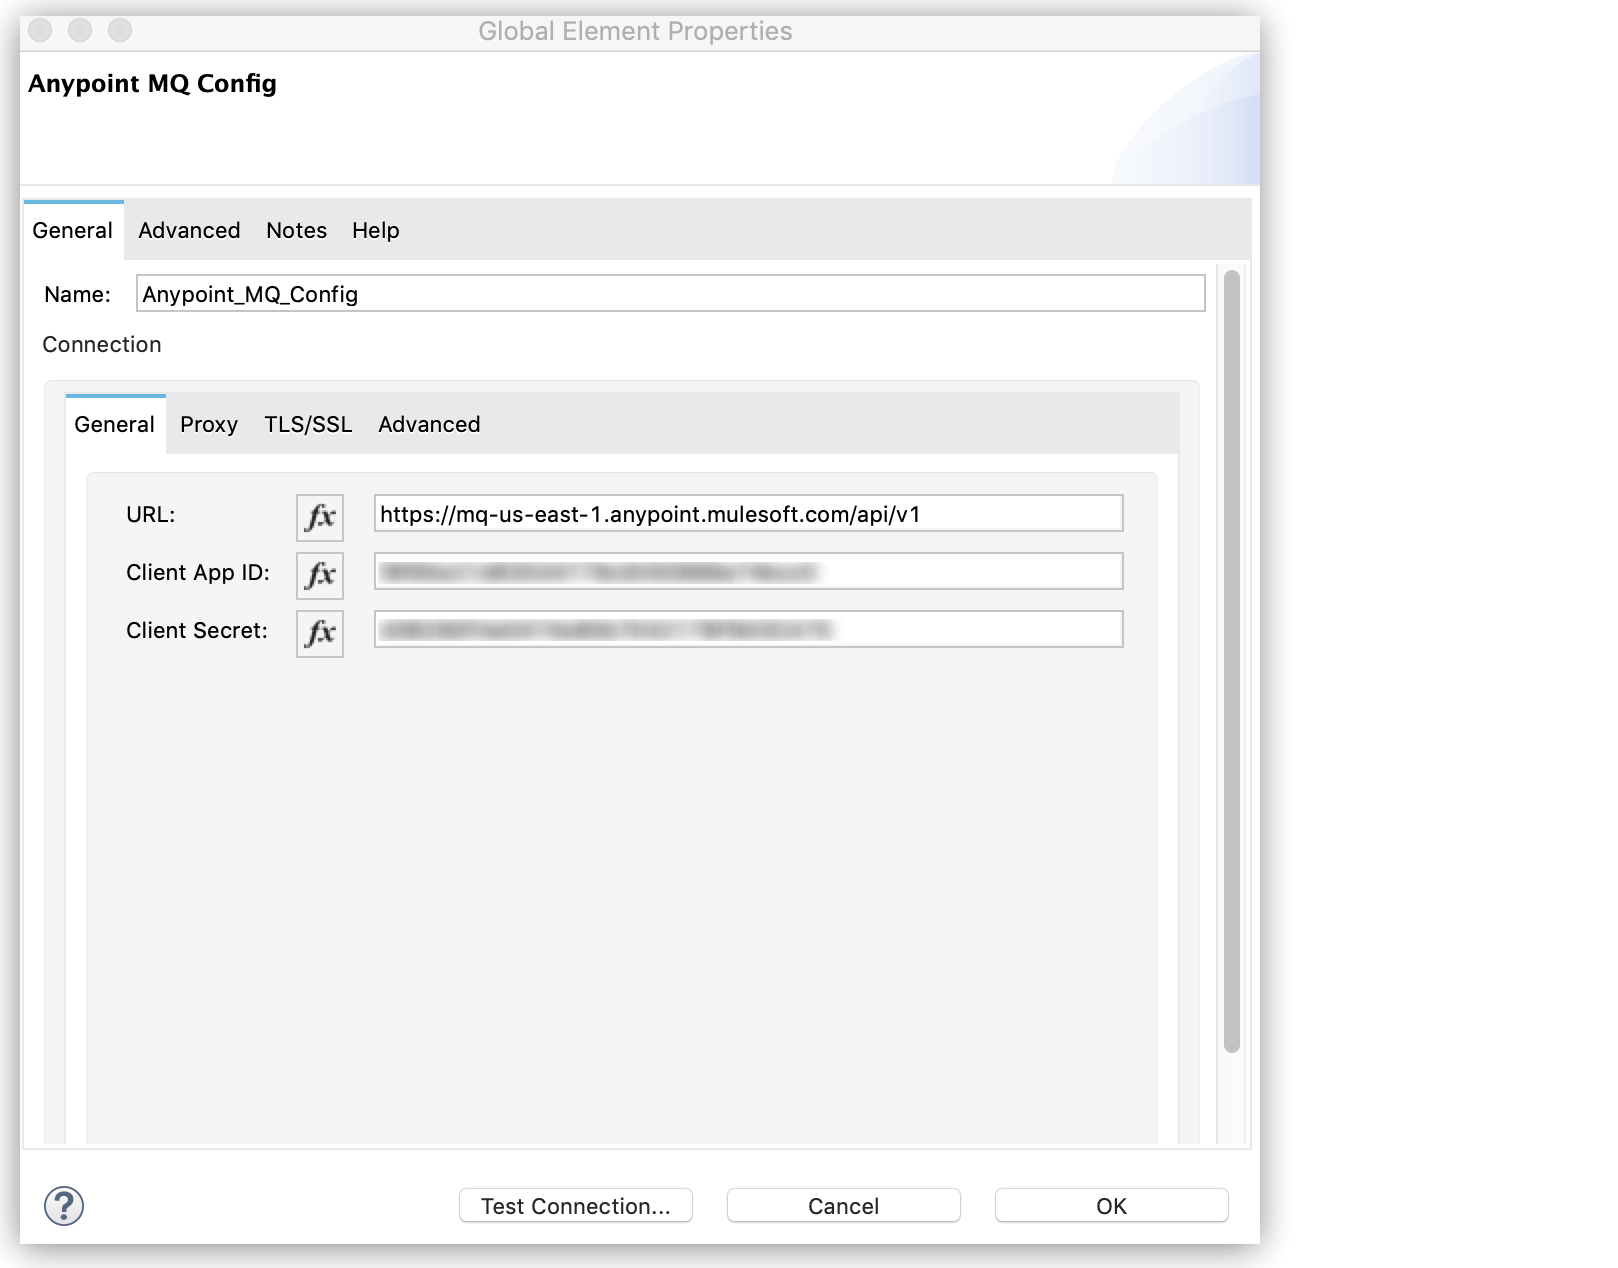 Global Element Properties
Anypoint MQ Config
General Advanced Notes Help
Name: Anypoint_MQ_Config
Connection
General Proxy TLS/SSL Advanced
URL: fx https://mq-us-east-1.anypoint.mulesoft.com/api/v1
Client App ID: fx
Client Secret: fx
? Test Connection... Cancel OK